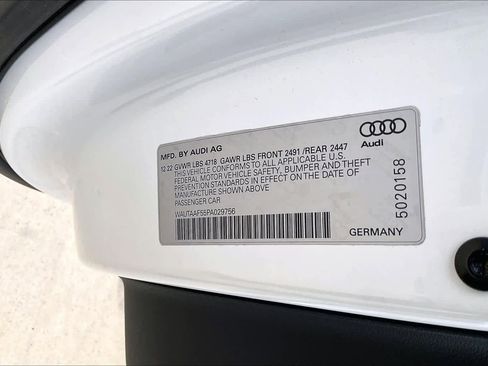 MFD. BY AUDI AG
12.22 GVWR LBS 4718 GAWR LBS FRONT 2491 /REAR 2447
THIS VEHICLE CONFORMS TO ALL APPLICABLE U.S.
FEDERAL MOTOR VEHICLE SAFETY, BUMPER AND THEFT
PREVENTION STANDARDS IN EFFECT ON THE DATE OF
MANUFACTURE SHOWN ABOVE
PASSENGER CAR
WAUTAAF55PA029756
Audi
5020158
GERMANY